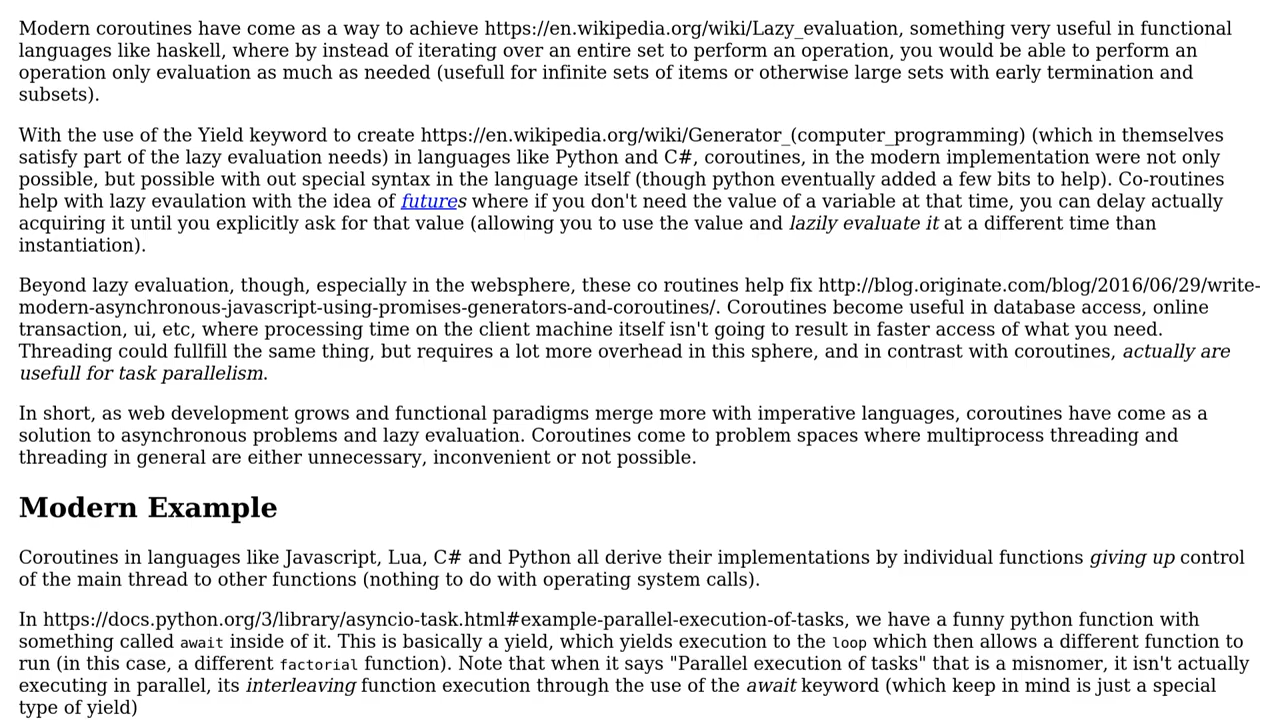 Modern coroutines have come as a way to achieve https://en.wikipedia.org/wiki/Lazy_evaluation, something very useful in functional
languages like haskell, where by instead of iterating over an entire set to perform an operation, you would be able to perform an
operation only evaluation as much as needed (usefull for infinite sets of items or otherwise large sets with early termination and
subsets).
With the use of the Yield keyword to create https://en.wikipedia.org/wiki/Generator_(computer_programming) (which in themselves
satisfy part of the lazy evaluation needs) in languages like Python and C#, coroutines, in the modern implementation were not only
possible, but possible with out special syntax in the language itself (though python eventually added a few bits to help). Co-routines
help with lazy evaulation with the idea of futures where if you don't need the value of a variable at that time, you can delay actually
acquiring it until you explicitly ask for that value (allowing you to use the value and lazily evaluate it at a different time than
instantiation).
Beyond lazy evaluation, though, especially in the websphere, these co routines help fix http://blog.originate.com/blog/2016/06/29/write-
modern-asynchronous-javascript-using-promises-generators-and-coroutines/. Coroutines become useful in database access, online
transaction, ui, etc, where processing time on the client machine itself isn't going to result in faster access of what you need.
Threading could fullfill the same thing, but requires a lot more overhead in this sphere, and in contrast with coroutines, actually are
usefull for task parallelism.
In short, as web development grows and functional paradigms merge more with imperative languages, coroutines have come as a
solution to asynchronous problems and lazy evaluation. Coroutines come to problem spaces where multiprocess threading and
threading in general are either unnecessary, inconvenient or not possible.
Modern Example
Coroutines in languages like Javascript, Lua, C# and Python all derive their implementations by individual functions giving up control
of the main thread to other functions (nothing to do with operating system calls).
In https://docs.python.org/3/library/asyncio-task.html#example-parallel-execution-of-tasks, we have a funny python function with
something called await inside of it. This is basically a yield, which yields execution to the loop which then allows a different function to
run (in this case, a different factorial function). Note that when it says "Parallel execution of tasks" that is a misnomer, it isn't actually
executing in parallel, its interleaving function execution through the use of the await keyword (which keep in mind is just a special
type of yield)